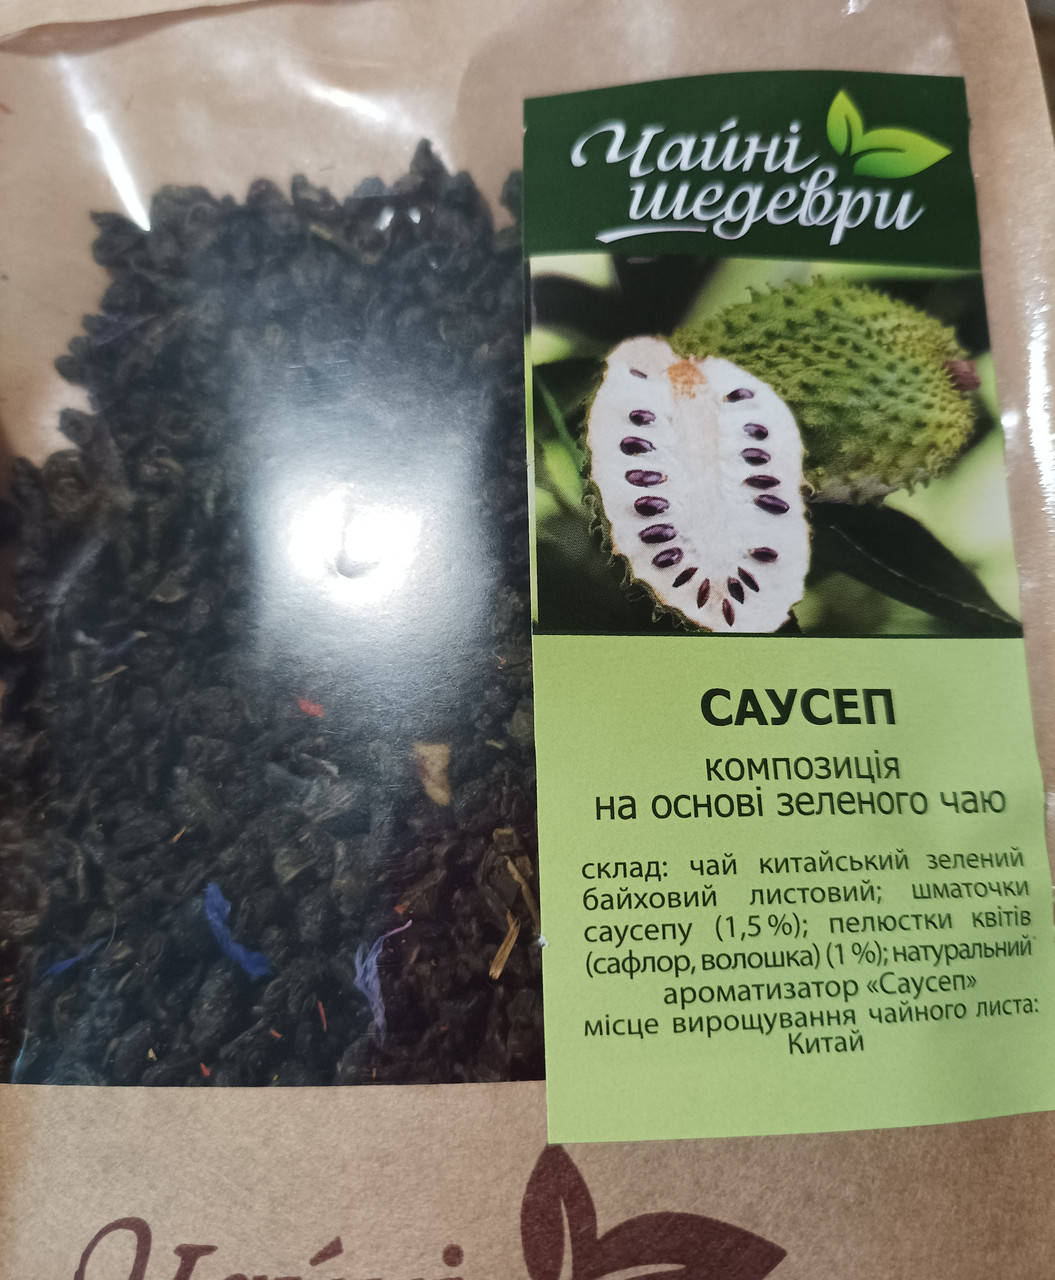 Чайні
шедеври
САУСЕП
композиція
на основі зеленого чаю
склад: чай китайський зелений
байховий листовий; шматочки
саусепу (1,5 %); пелюстки квітів
(сафлор, волошка) (1 %); натуральний
ароматизатор «Саусеп»
місце вирощування чайного листа:
Китай
Чайні